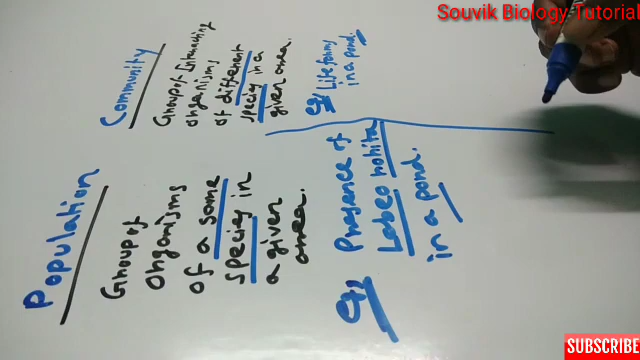 Souvik Biology Tutorial
Population
Group of
organisms
of a same
species in
a given
area.
eg, Presence of
Labeo rohita
in a pond.
Community
Group of Interacting
organisms
of different
species in a
given area.
eg, Life forms
in a pond.
SUBSCRIBE